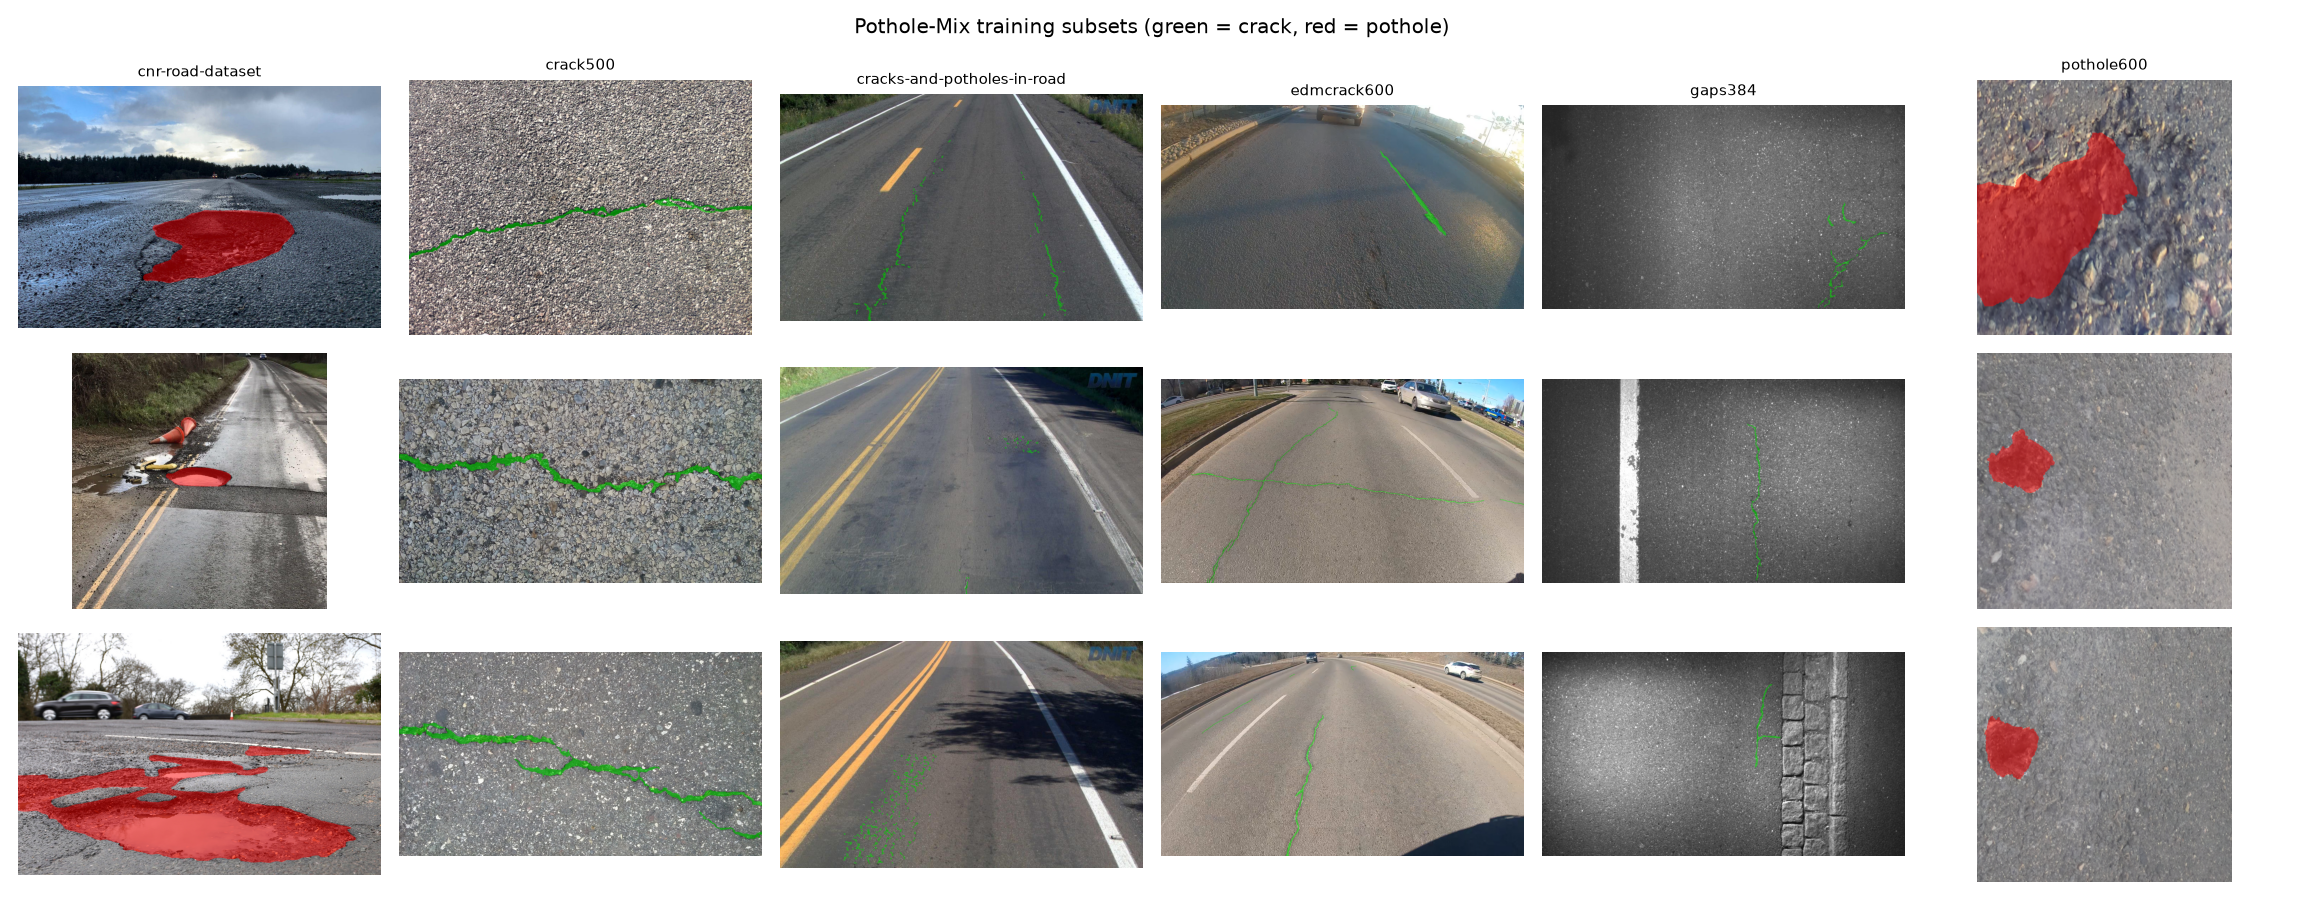 Pothole-Mix training subsets (green = crack, red = pothole)
cnr-road-dataset
crack500
cracks-and-potholes-in-road
edmcrack600
gaps384
pothole600
DNIT
DNIT
DNIT